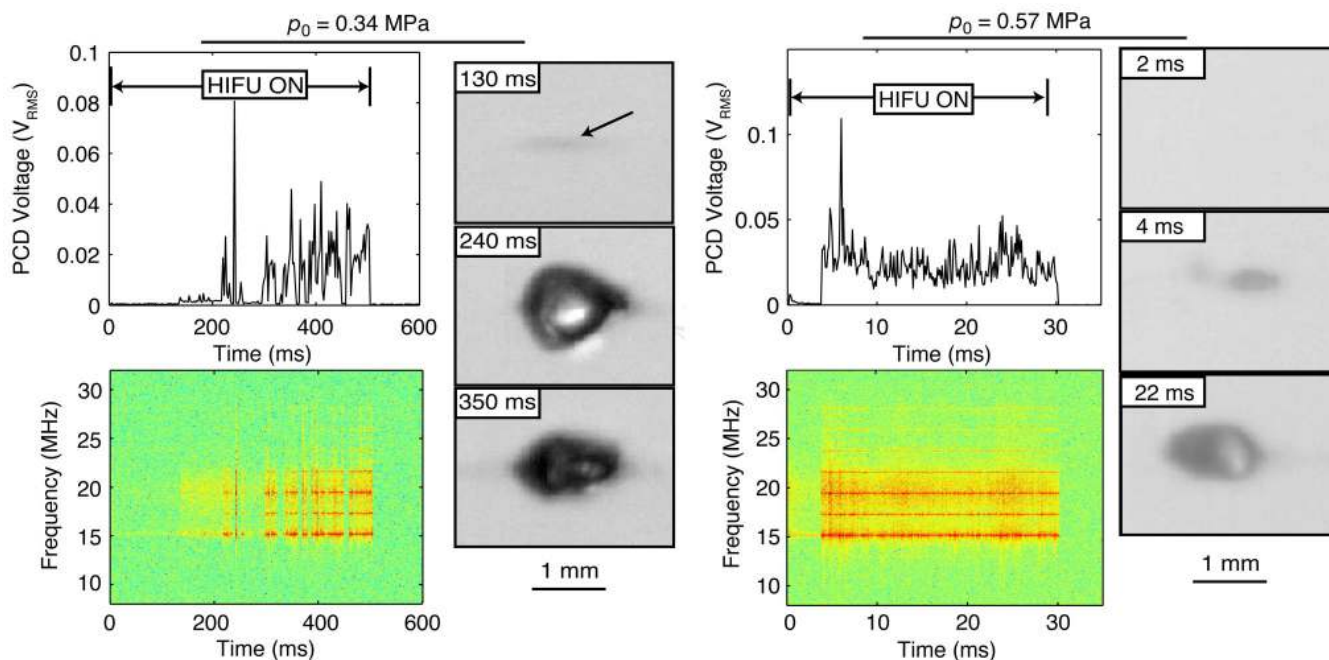 p₀ = 0.34 MPa
0.1
0.08
0.06
0.04
0.02
0
PCD Voltage (V_RMS)
HIFU ON
0 200 400 600
Time (ms)
130 ms
240 ms
350 ms
1 mm
30
25
20
15
10
Frequency (MHz)
0 200 400 600
Time (ms)
p₀ = 0.57 MPa
0.1
0.05
0
PCD Voltage (V_RMS)
HIFU ON
0 10 20 30
Time (ms)
2 ms
4 ms
22 ms
1 mm
30
25
20
15
10
Frequency (MHz)
0 10 20 30
Time (ms)